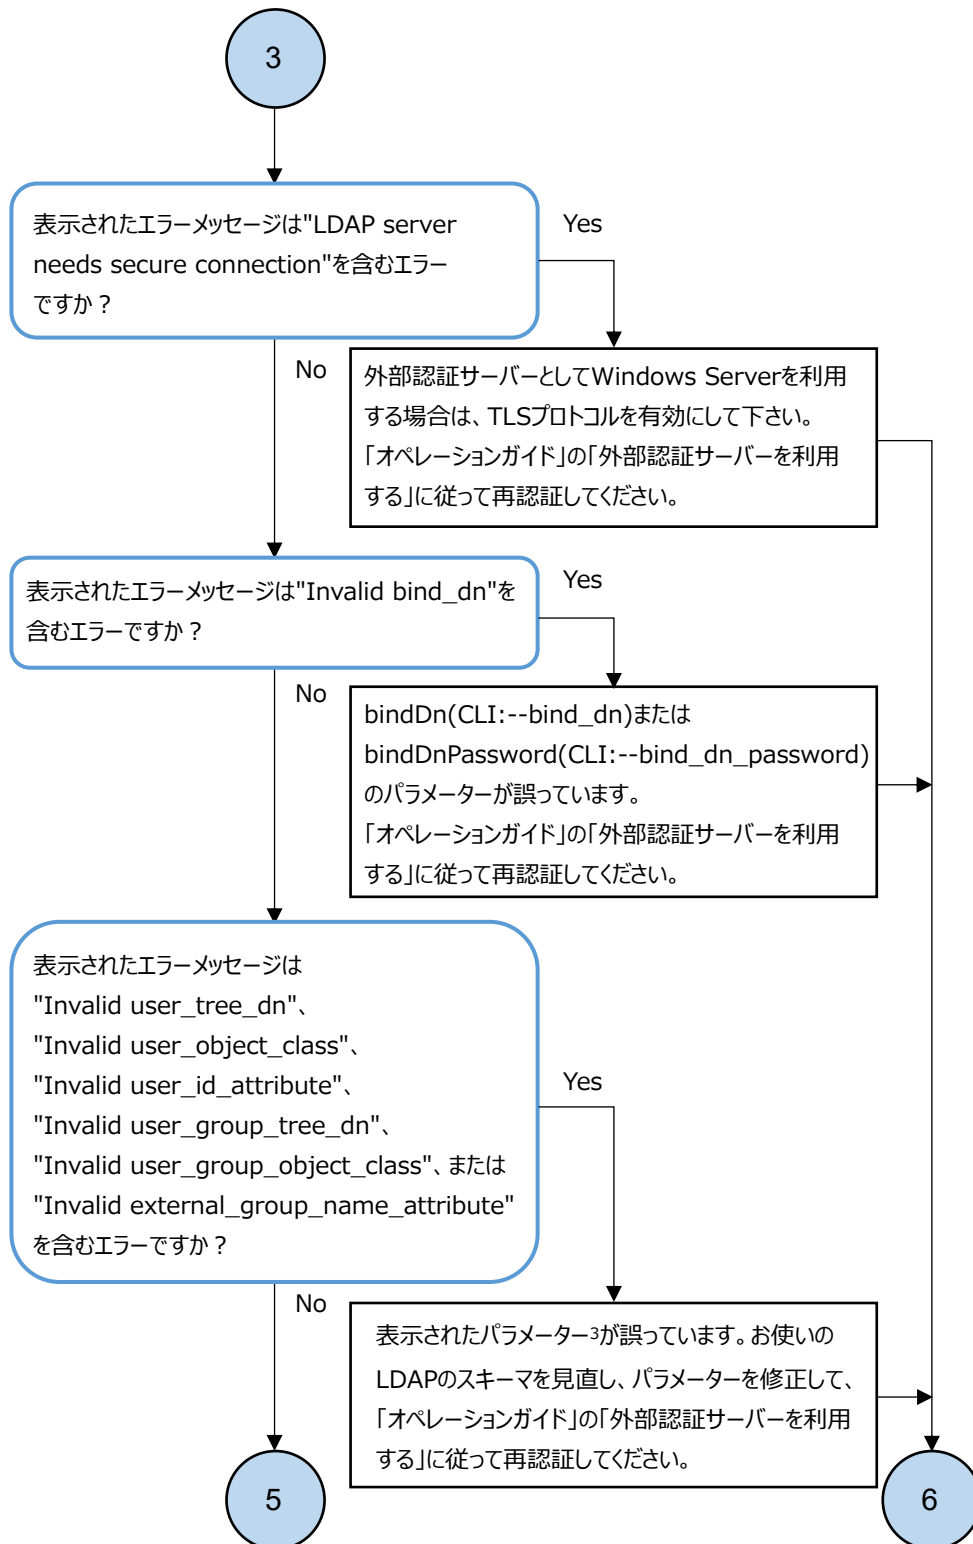 3
表示されたエラーメッセージは"LDAP server
needs secure connection"を含むエラー
ですか？
Yes
No
外部認証サーバーとしてWindows Serverを利用
する場合は、TLSプロトコルを有効にして下さい。
「オペレーションガイド」の「外部認証サーバーを利用
する」に従って再認証してください。
表示されたエラーメッセージは"Invalid bind_dn"を
含むエラーですか？
Yes
No
bindDn(CLI:--bind_dn)または
bindDnPassword(CLI:--bind_dn_password)
のパラメーターが誤っています。
「オペレーションガイド」の「外部認証サーバーを利用
する」に従って再認証してください。
表示されたエラーメッセージは
"Invalid user_tree_dn"、
"Invalid user_object_class"、
"Invalid user_id_attribute"、
"Invalid user_group_tree_dn"、
"Invalid user_group_object_class"、または
"Invalid external_group_name_attribute"
を含むエラーですか？
Yes
No
表示されたパラメーター3が誤っています。お使いの
LDAPのスキーマを見直し、パラメーターを修正して、
「オペレーションガイド」の「外部認証サーバーを利用
する」に従って再認証してください。
5
6